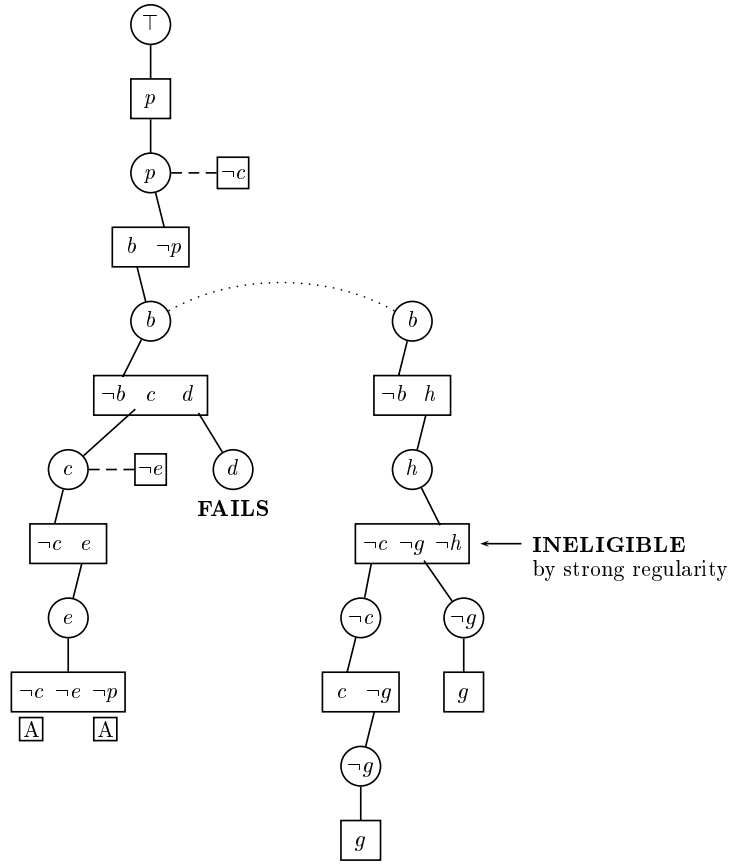 ⊤
p
p ¬c
b ¬p
b b
¬b c d ¬b h
c ¬e d h
FAILS
¬c e ¬c ¬g ¬h INELIGIBLE
by strong regularity
e ¬c ¬g
¬c ¬e ¬p c ¬g g
A A
¬g
g